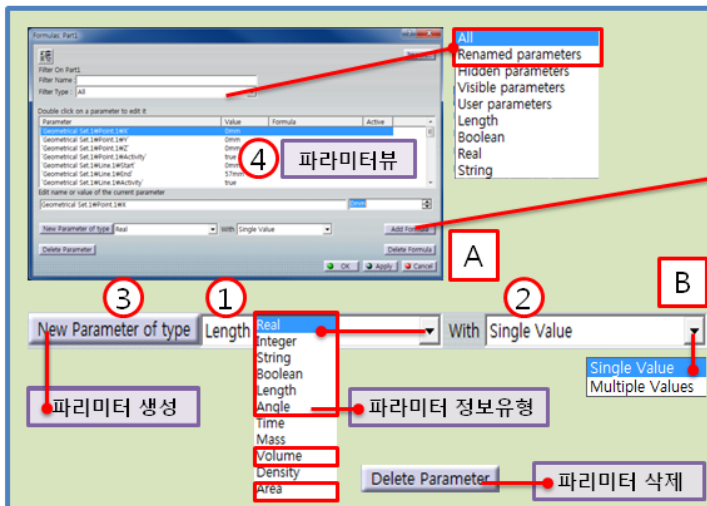 Formulas: Part1
Filter On Part1
Filter Name :
Filter Type : All
Double click on a parameter to edit it
Parameter Value Formula Active
`Geometrical Set.1₩Point.1₩X` 0mm
`Geometrical Set.1₩Point.1₩Y` 0mm
`Geometrical Set.1₩Point.1₩Z` 0mm
`Geometrical Set.1₩Point.1₩Activity` true
`Geometrical Set.1₩Line.1₩Start` 0mm
`Geometrical Set.1₩Line.1₩End` 57mm
`Geometrical Set.1₩Line.1₩Activity` true
④ 파라미터뷰
Edit name or value of the current parameter
Geometrical Set.1₩Point.1₩X 0mm
New Parameter of type Real With Single Value Add Formula
Delete Parameter Delete Formula
OK Apply Cancel
All
Renamed parameters
Hidden parameters
Visible parameters
User parameters
Length
Boolean
Real
String
A
B
③ ① ②
New Parameter of type Length With Single Value
Real
Integer
String
Boolean
Length
Angle
Time
Mass
Volume
Density
Area
Single Value
Multiple Values
파리미터 생성
파라미터 정보유형
Delete Parameter
파리미터 삭제